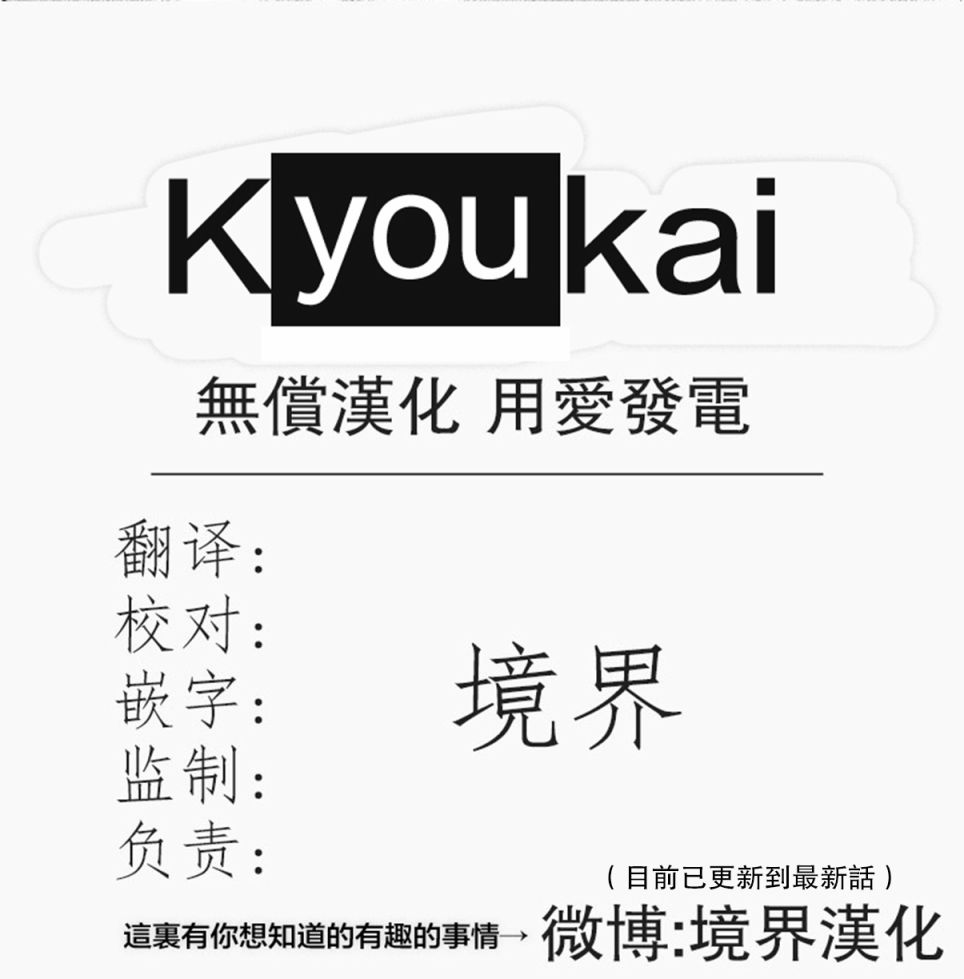 Kyoukai
無償漢化 用愛發電
翻译：
校对：
嵌字：
监制：
负责：
境界
（目前已更新到最新話）
這裏有你想知道的有趣的事情→ 微博:境界漢化